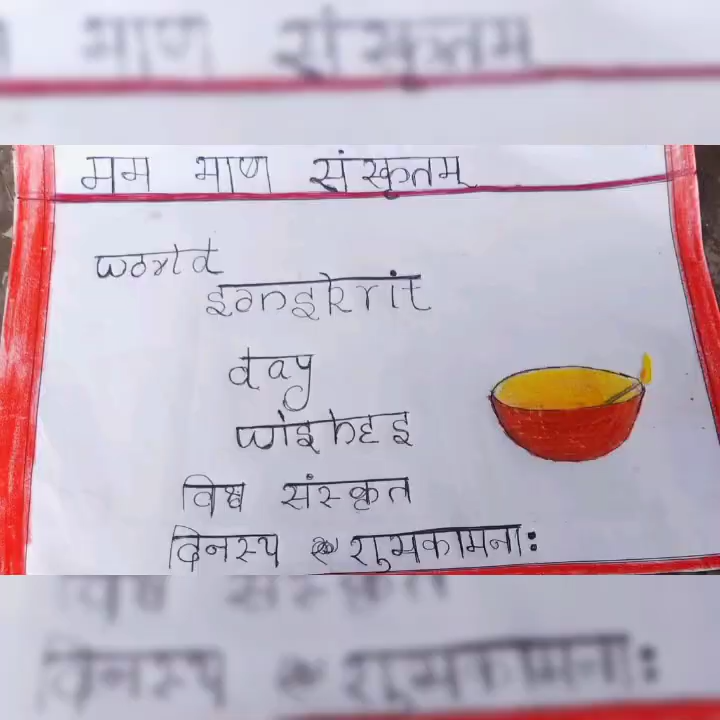 मम भाण संस्कृतम्
world
sanskrit
day
wishes
विश्व संस्कृत
दिनस्य शुभकामनाः